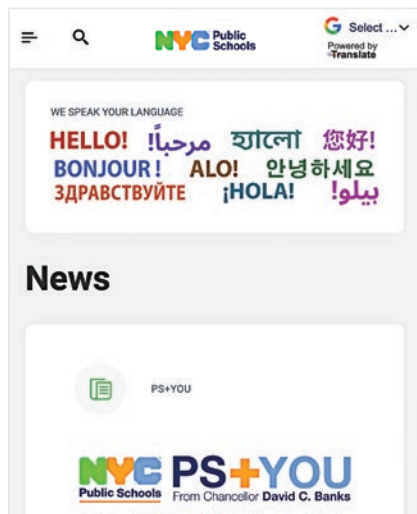 NYC Public Schools
Select ...
Powered by
Translate
WE SPEAK YOUR LANGUAGE
HELLO! مرحباً! হ্যালো 您好!
BONJOUR! ALO! 안녕하세요
ЗДРАВСТВУЙТЕ ¡HOLA! بيلو!
News
PS+YOU
NYC Public Schools PS+YOU
From Chancellor David C. Banks